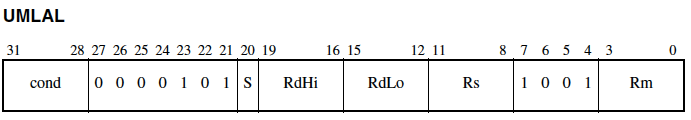 UMLAL
31 28 27 26 25 24 23 22 21 20 19 16 15 12 11 8 7 6 5 4 3 0
cond 0 0 0 0 1 0 1 S RdHi RdLo Rs 1 0 0 1 Rm